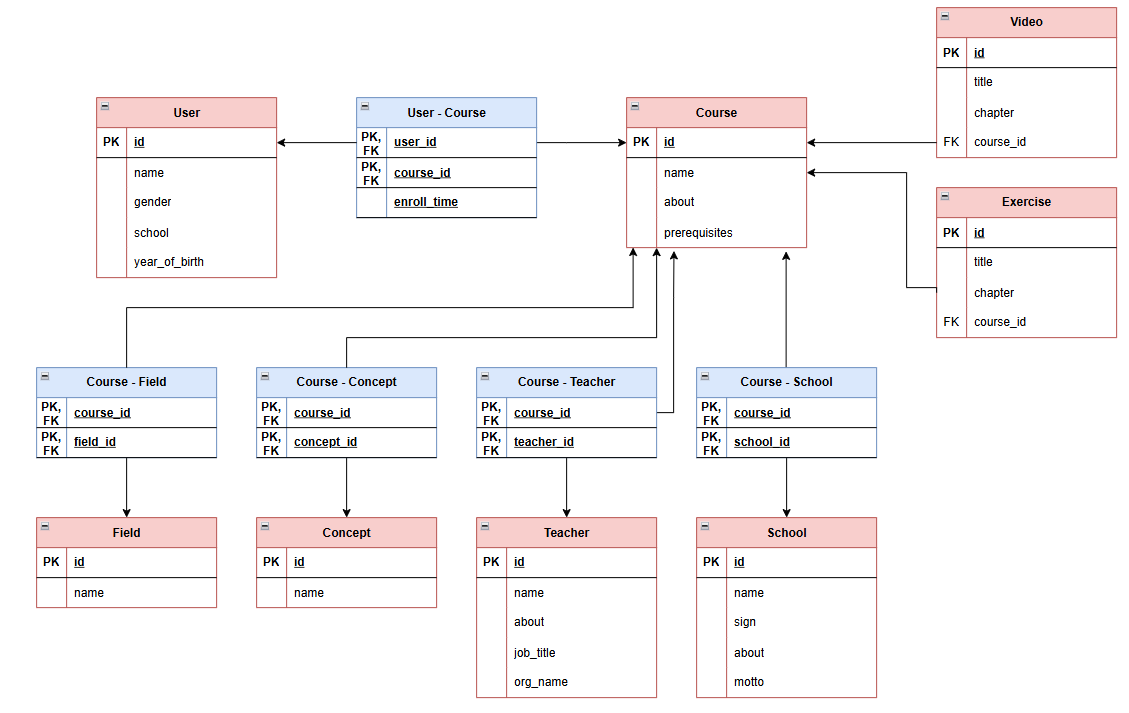 Video
PK id
title
chapter
FK course_id
User
PK id
name
gender
school
year_of_birth
User - Course
PK, FK user_id
PK, FK course_id
enroll_time
Course
PK id
name
about
prerequisites
Exercise
PK id
title
chapter
FK course_id
Course - Field
PK, FK course_id
PK, FK field_id
Course - Concept
PK, FK course_id
PK, FK concept_id
Course - Teacher
PK, FK course_id
PK, FK teacher_id
Course - School
PK, FK course_id
PK, FK school_id
Field
PK id
name
Concept
PK id
name
Teacher
PK id
name
about
job_title
org_name
School
PK id
name
sign
about
motto